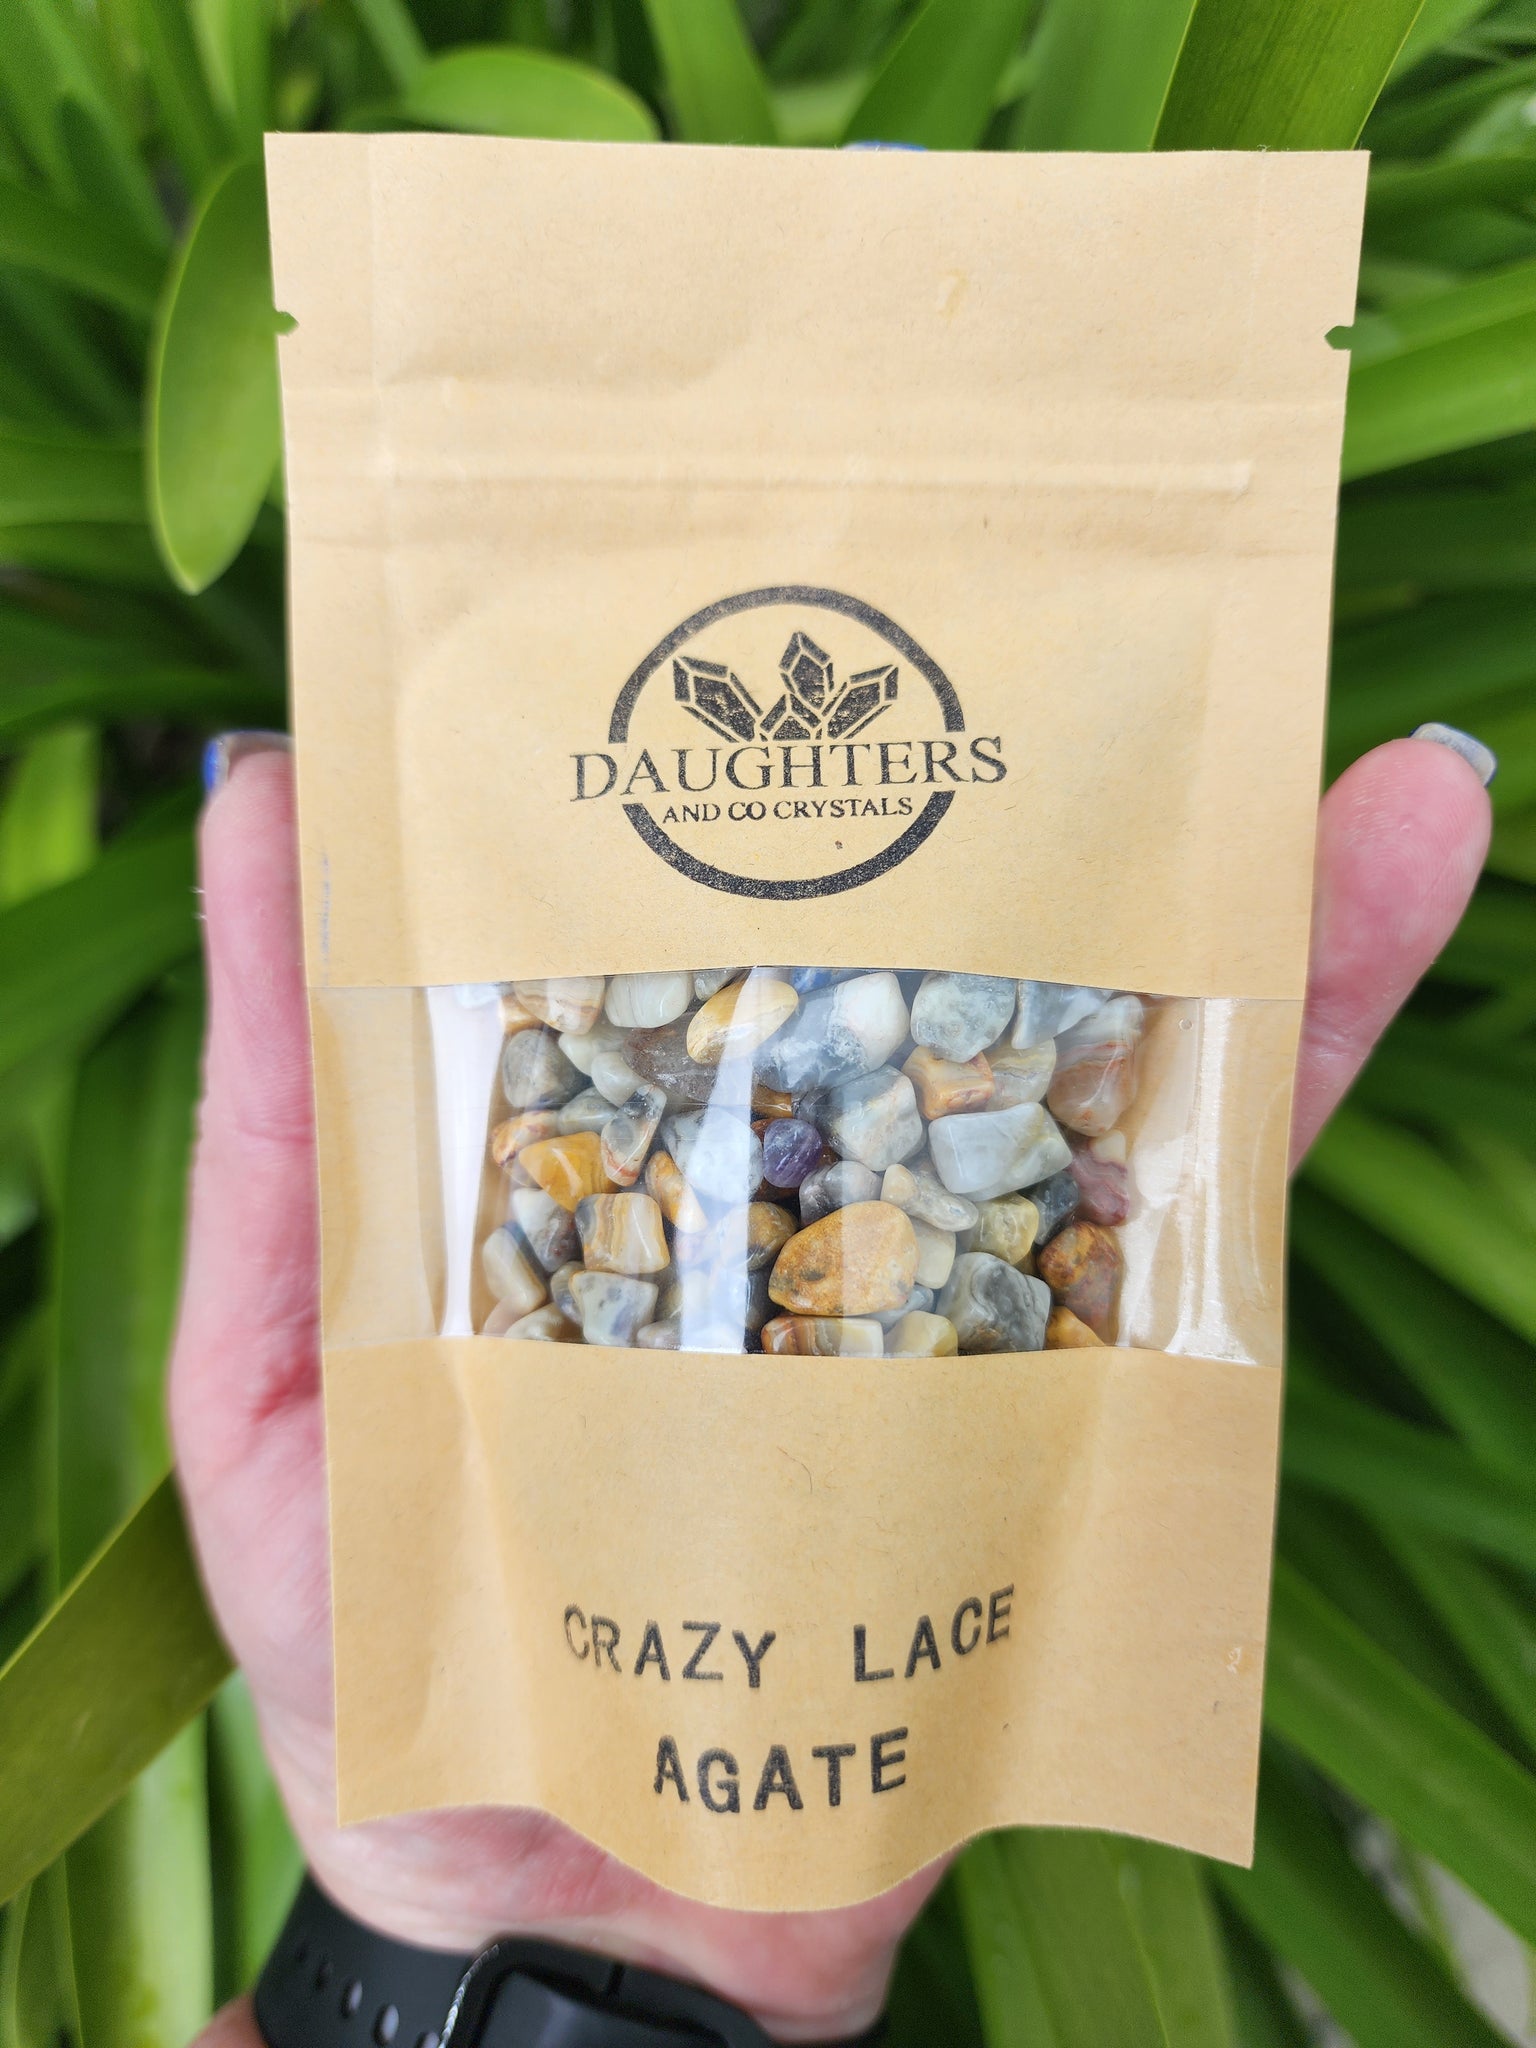 DAUGHTERS
AND CO CRYSTALS
CRAZY LACE
AGATE